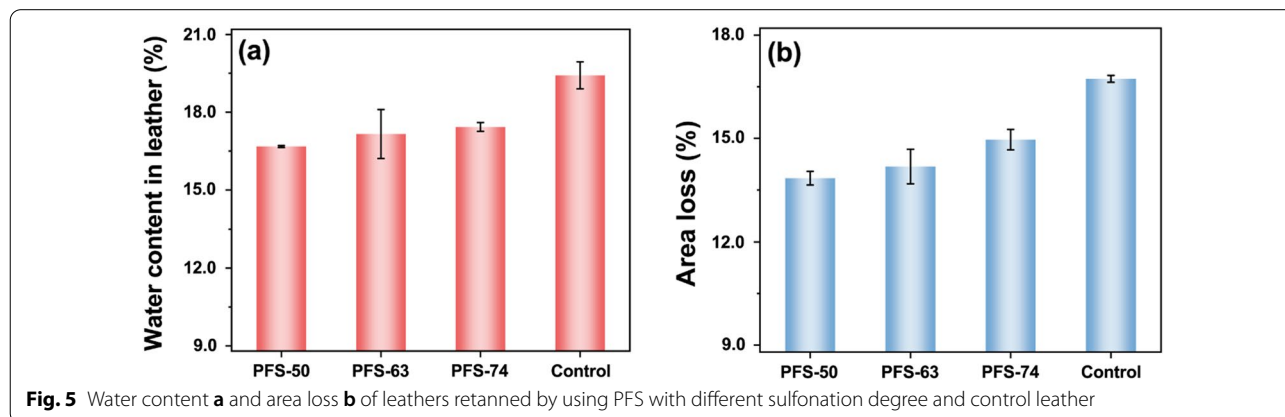 (a)
Water content in leather (%)
21.0
18.0
15.0
12.0
9.0
PFS-50 PFS-63 PFS-74 Control
(b)
Area loss (%)
18.0
15.0
12.0
9.0
PFS-50 PFS-63 PFS-74 Control
Fig. 5 Water content a and area loss b of leathers retanned by using PFS with different sulfonation degree and control leather